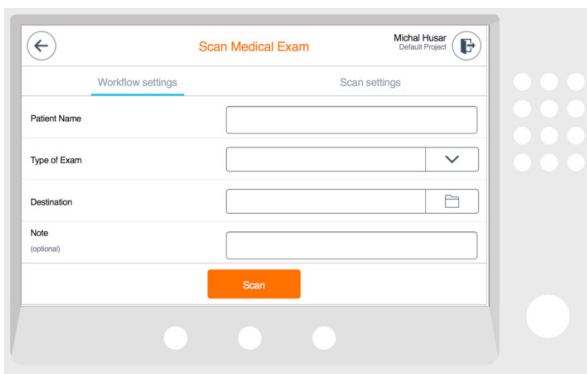 Scan Medical Exam
Michal Husar
Default Project
Workflow settings
Scan settings
Patient Name
Type of Exam
Destination
Note
(optional)
Scan